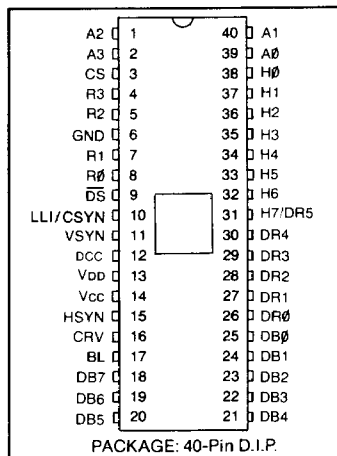 A2 1 40 A1
A3 2 39 AØ
CS 3 38 HØ
R3 4 37 H1
R2 5 36 H2
GND 6 35 H3
R1 7 34 H4
RØ 8 33 H5
DS 9 32 H6
LLI/CSYN 10 31 H7/DR5
VSYN 11 30 DR4
DCC 12 29 DR3
VDD 13 28 DR2
VCC 14 27 DR1
HSYN 15 26 DRØ
CRV 16 25 DBØ
BL 17 24 DB1
DB7 18 23 DB2
DB6 19 22 DB3
DB5 20 21 DB4
PACKAGE: 40-Pin D.I.P.